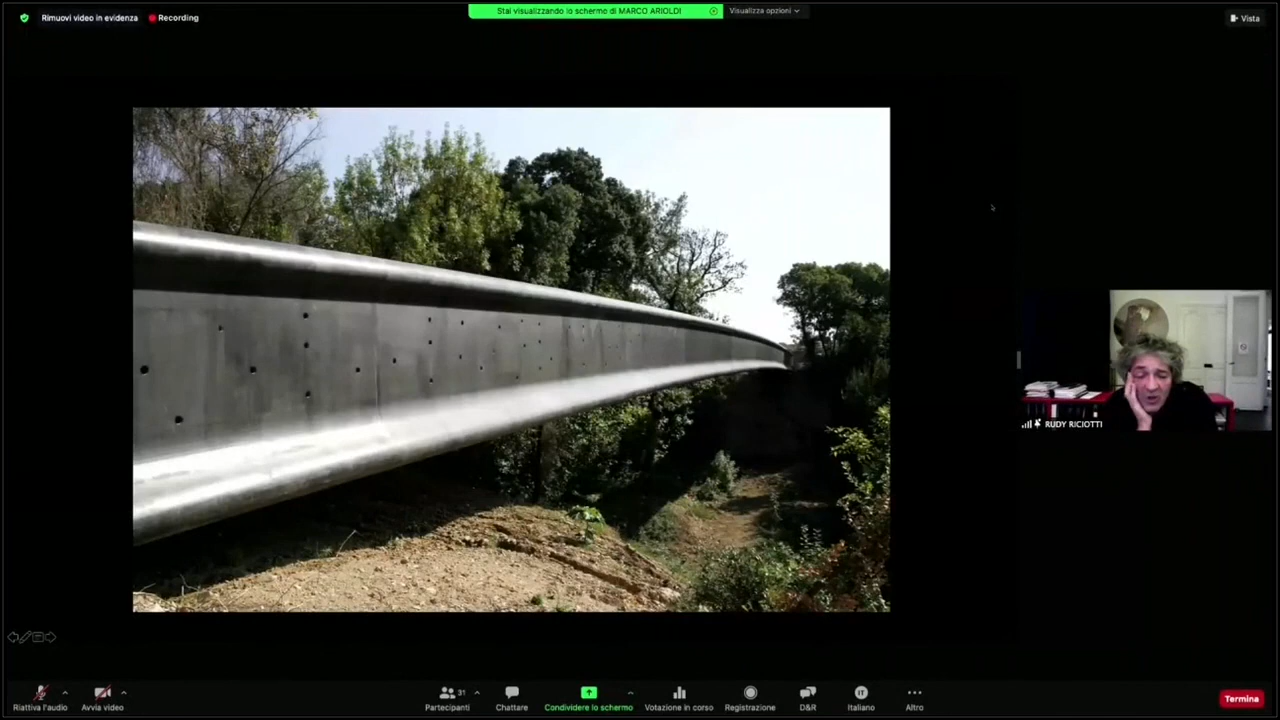 Rimuovi video in evidenza
Recording
Stai visualizzando lo schermo di MARCO ARIOLDI
Visualizza opzioni
Vista
RUDY RICIOTTI
Riattiva l'audio
Avvia video
31
Partecipanti
Chattare
Condividere lo schermo
Votazione in corso
Registrazione
D&R
IT
Italiano
Altro
Termina